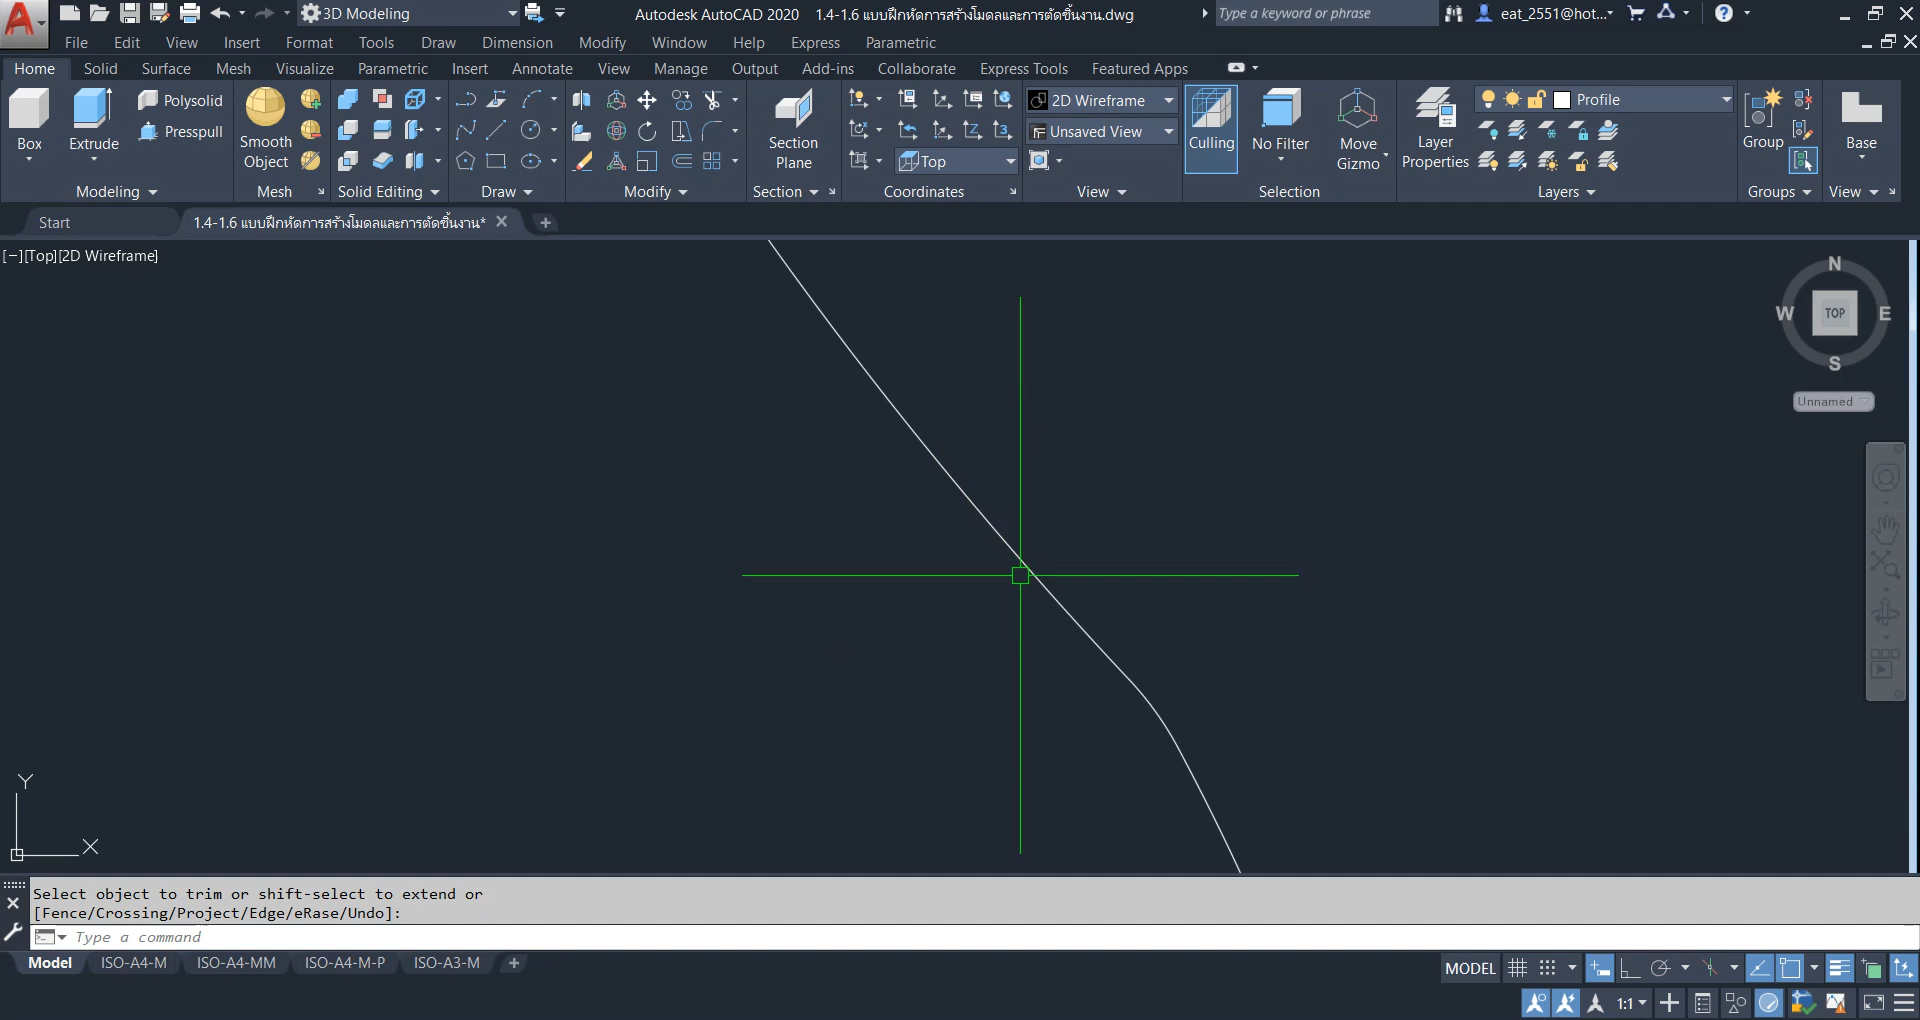 3D Modeling
Autodesk AutoCAD 2020 1.4-1.6 แบบฝึกหัดการสร้างโมดลและการตัดชิ้นงาน.dwg
Type a keyword or phrase
eat_2551@hot...
File Edit View Insert Format Tools Draw Dimension Modify Window Help Express Parametric
Home Solid Surface Mesh Visualize Parametric Insert Annotate View Manage Output Add-ins Collaborate Express Tools Featured Apps
Box
Extrude
Polysolid
Presspull
Smooth
Object
Section
Plane
Top
2D Wireframe
Unsaved View
Culling
No Filter
Move
Gizmo
Layer
Properties
Profile
Group
Base
Modeling Mesh Solid Editing Draw Modify Section Coordinates View Selection Layers Groups View
Start
1.4-1.6 แบบฝึกหัดการสร้างโมดลและการตัดชิ้นงาน*
[−][Top][2D Wireframe]
N
W TOP E
S
Unnamed
Y
X
Select object to trim or shift-select to extend or
[Fence/Crossing/Project/Edge/eRase/Undo]:
Type a command
Model ISO-A4-M ISO-A4-MM ISO-A4-M-P ISO-A3-M
MODEL
1:1